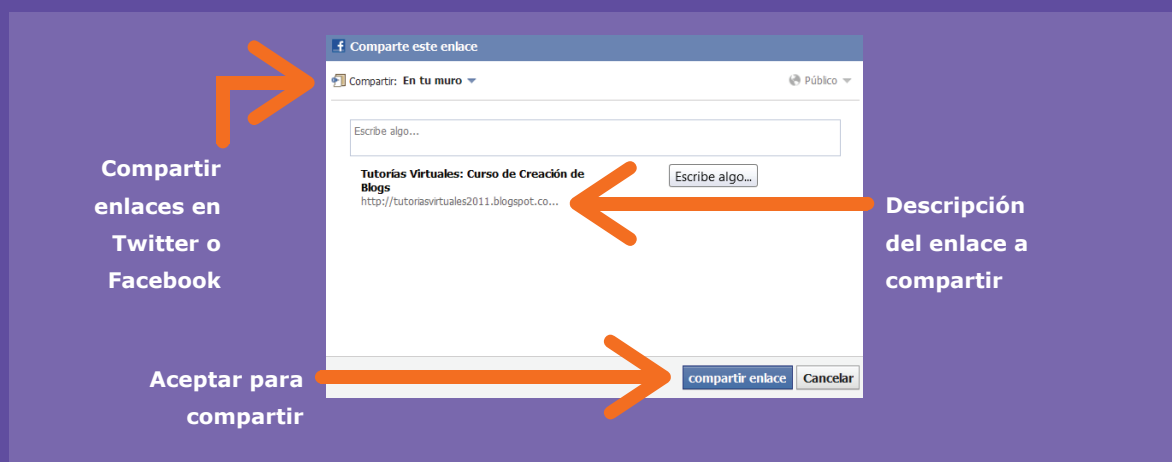 Comparte este enlace
Compartir: En tu muro
Público
Escribe algo...
Compartir
enlaces en
Twitter o
Facebook
Tutorías Virtuales: Curso de Creación de
Blogs
http://tutoriasvirtuales2011.blogspot.co...
Escribe algo...
Descripción
del enlace a
compartir
Aceptar para
compartir
compartir enlace
Cancelar